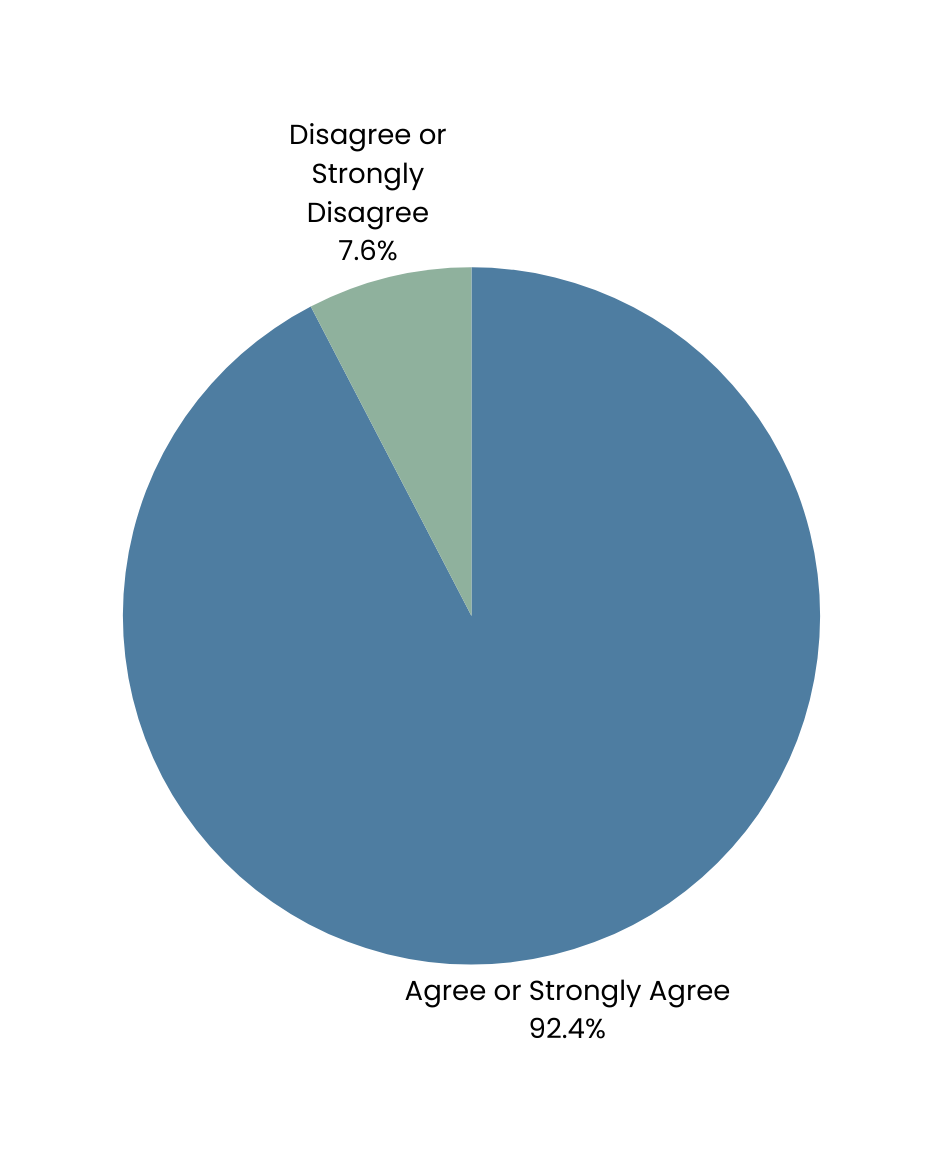 Disagree or
Strongly
Disagree
7.6%
Agree or Strongly Agree
92.4%